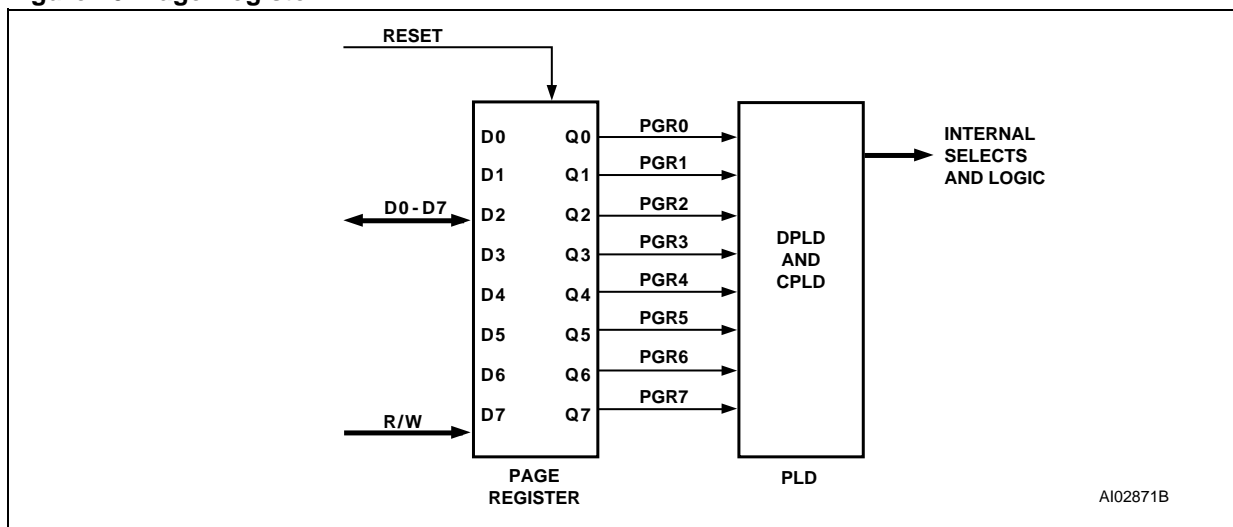 RESET
D0 Q0 PGR0
D1 Q1 PGR1
D0-D7 D2 Q2 PGR2
D3 Q3 PGR3
D4 Q4 PGR4
D5 Q5 PGR5
D6 Q6 PGR6
D7 Q7 PGR7
R/W
DPLD
AND
CPLD
INTERNAL
SELECTS
AND LOGIC
PAGE
REGISTER
PLD
AI02871B